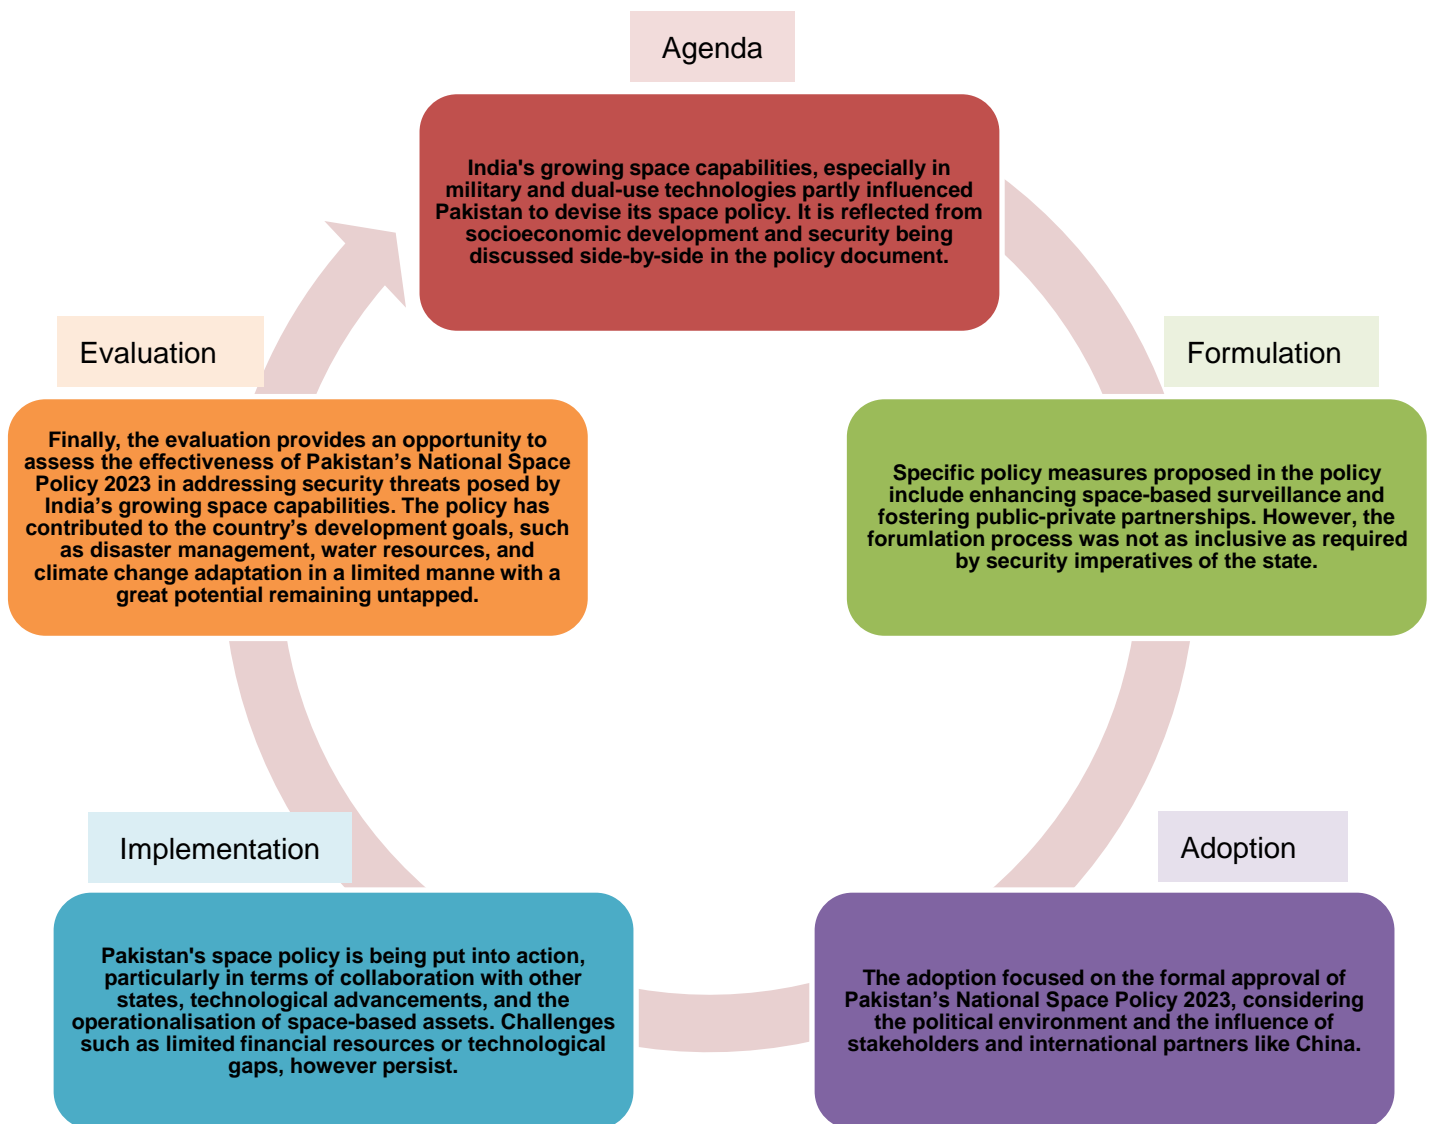 Agenda
India's growing space capabilities, especially in
military and dual-use technologies partly influenced
Pakistan to devise its space policy. It is reflected from
socioeconomic development and security being
discussed side-by-side in the policy document.
Formulation
Specific policy measures proposed in the policy
include enhancing space-based surveillance and
fostering public-private partnerships. However, the
forumlation process was not as inclusive as required
by security imperatives of the state.
Adoption
The adoption focused on the formal approval of
Pakistan’s National Space Policy 2023, considering
the political environment and the influence of
stakeholders and international partners like China.
Implementation
Pakistan's space policy is being put into action,
particularly in terms of collaboration with other
states, technological advancements, and the
operationalisation of space-based assets. Challenges
such as limited financial resources or technological
gaps, however persist.
Evaluation
Finally, the evaluation provides an opportunity to
assess the effectiveness of Pakistan’s National Space
Policy 2023 in addressing security threats posed by
India’s growing space capabilities. The policy has
contributed to the country’s development goals, such
as disaster management, water resources, and
climate change adaptation in a limited manne with a
great potential remaining untapped.